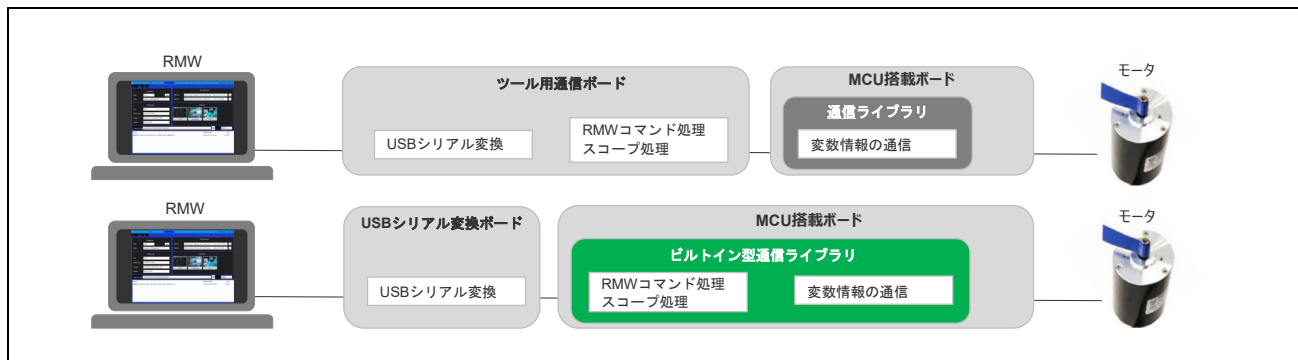 RMW
ツール用通信ボード
USBシリアル変換
RMWコマンド処理
スコープ処理
MCU搭載ボード
通信ライブラリ
変数情報の通信
モータ
RMW
USBシリアル変換ボード
USBシリアル変換
MCU搭載ボード
ビルトイン型通信ライブラリ
RMWコマンド処理
スコープ処理
変数情報の通信
モータ